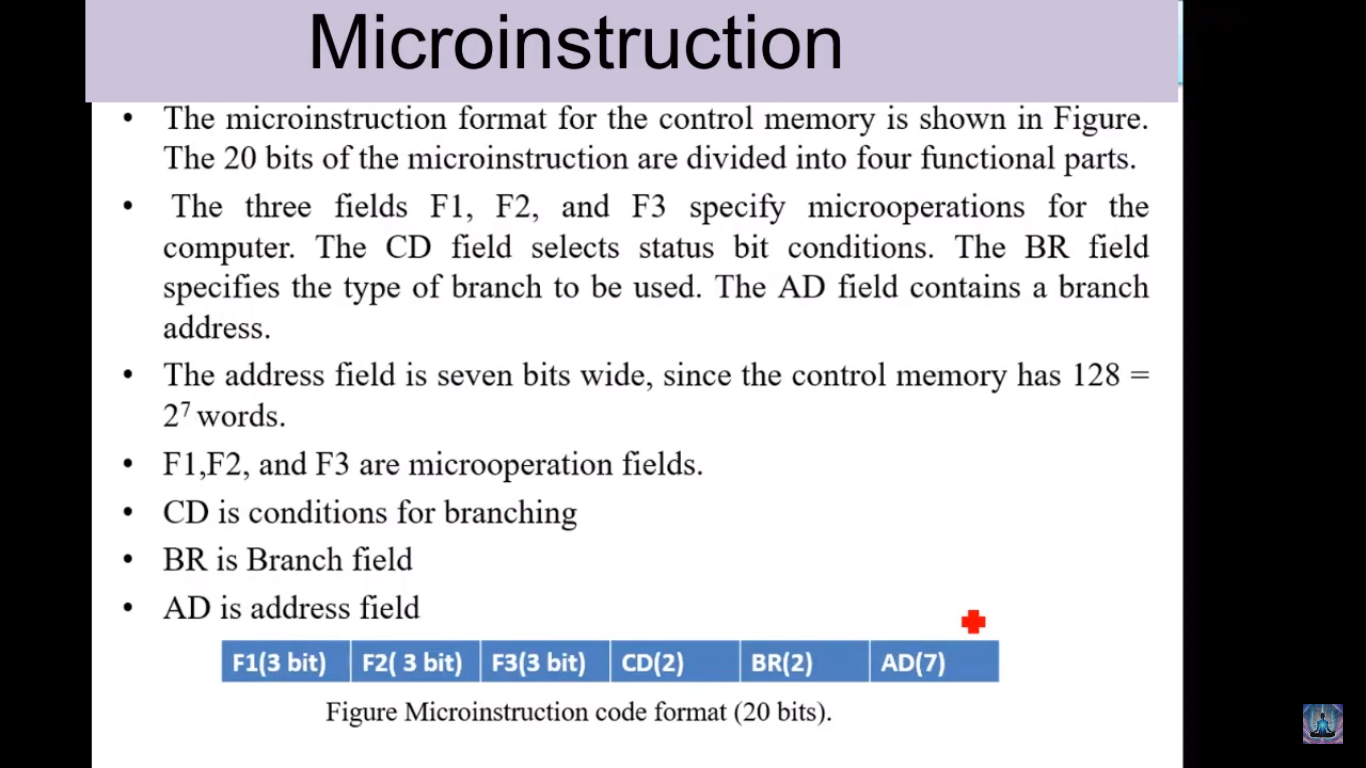 Microinstruction
• The microinstruction format for the control memory is shown in Figure.
The 20 bits of the microinstruction are divided into four functional parts.
• The three fields F1, F2, and F3 specify microoperations for the
computer. The CD field selects status bit conditions. The BR field
specifies the type of branch to be used. The AD field contains a branch
address.
• The address field is seven bits wide, since the control memory has 128 =
2⁷ words.
• F1,F2, and F3 are microoperation fields.
• CD is conditions for branching
• BR is Branch field
• AD is address field
F1(3 bit) F2( 3 bit) F3(3 bit) CD(2) BR(2) AD(7)
Figure Microinstruction code format (20 bits).